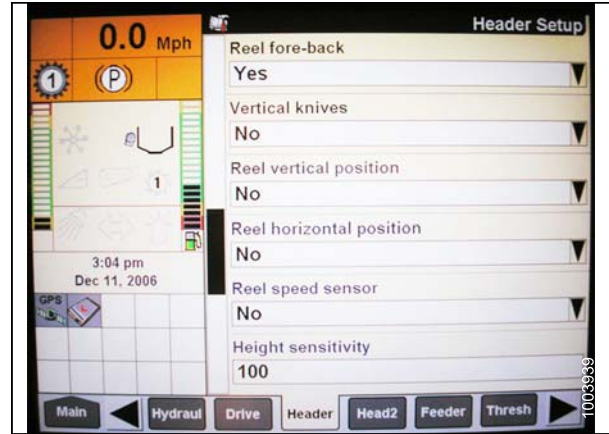 0.0 Mph
Header Setup
1
(P)
1
3:04 pm
Dec 11, 2006
GPS
Reel fore-back
Yes
Vertical knives
No
Reel vertical position
No
Reel horizontal position
No
Reel speed sensor
No
Height sensitivity
100
Main
Hydraul
Drive
Header
Head2
Feeder
Thresh
1003939